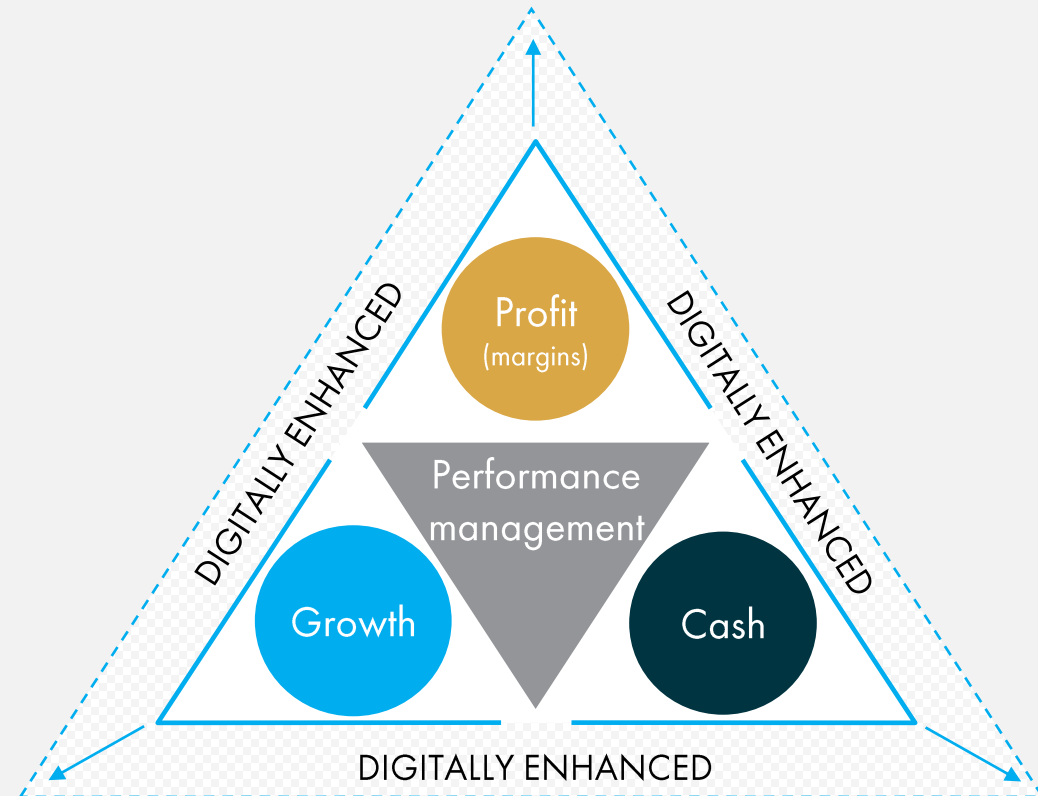 DIGITALLY ENHANCED
DIGITALLY ENHANCED
Profit
(margins)
Performance
management
Growth
Cash
DIGITALLY ENHANCED